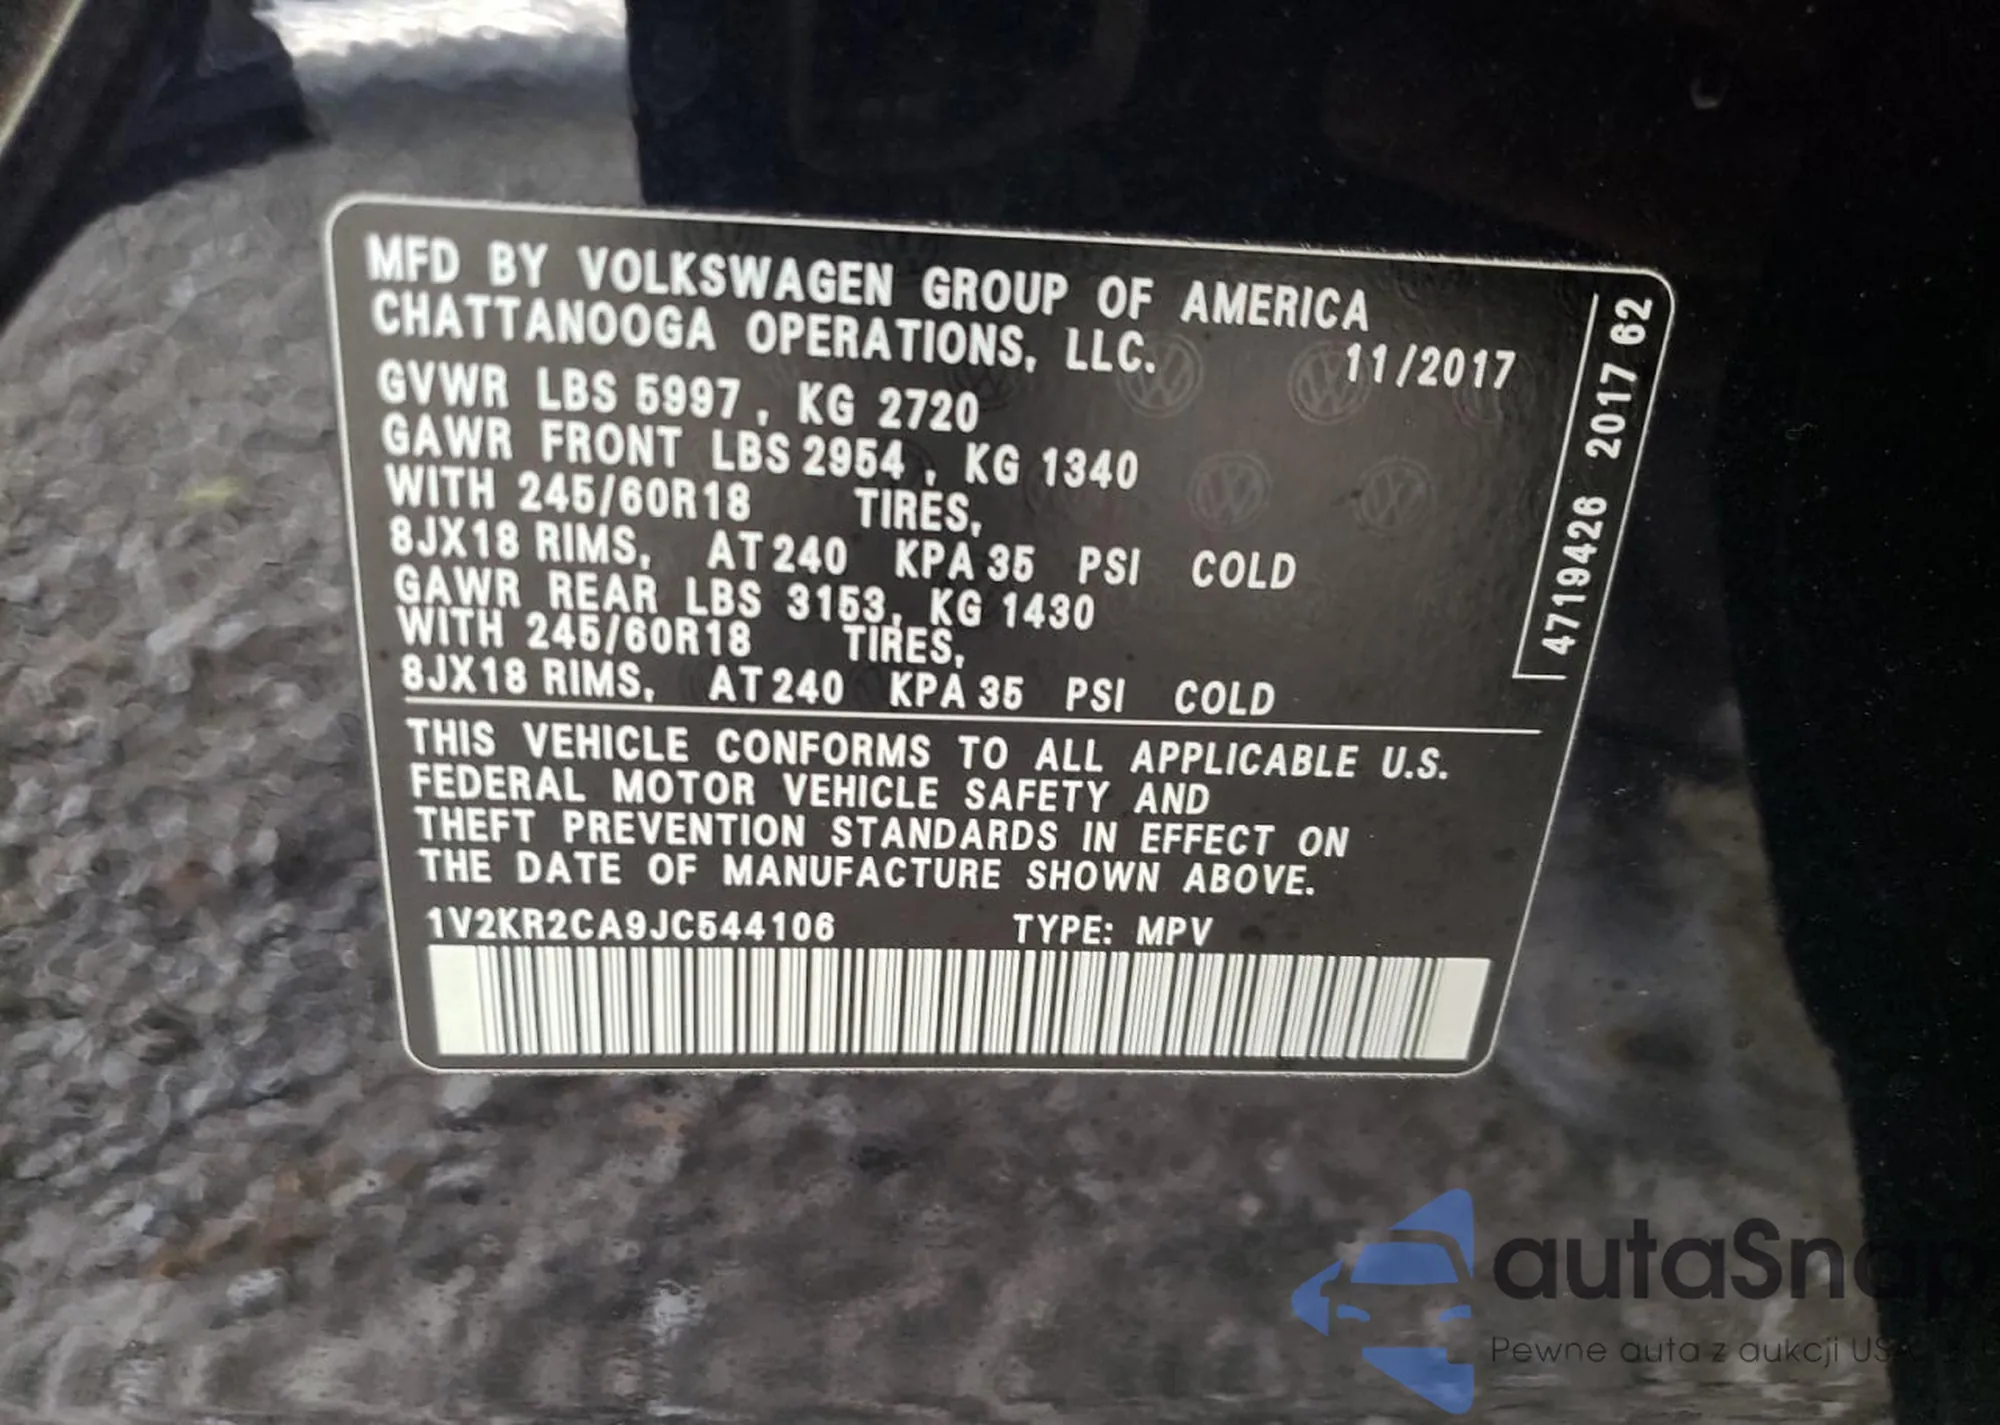 MFD BY VOLKSWAGEN GROUP OF AMERICA
CHATTANOOGA OPERATIONS, LLC. 11/2017
GVWR LBS 5997, KG 2720
GAWR FRONT LBS 2954, KG 1340
WITH 245/60R18 TIRES,
8JX18 RIMS, AT 240 KPA 35 PSI COLD
GAWR REAR LBS 3153, KG 1430
WITH 245/60R18 TIRES,
8JX18 RIMS, AT 240 KPA 35 PSI COLD
THIS VEHICLE CONFORMS TO ALL APPLICABLE U.S.
FEDERAL MOTOR VEHICLE SAFETY AND
THEFT PREVENTION STANDARDS IN EFFECT ON
THE DATE OF MANUFACTURE SHOWN ABOVE.
1V2KR2CA9JC544106 TYPE: MPV
4719426 2017 62
autaSnap
Pewne auta z aukcji